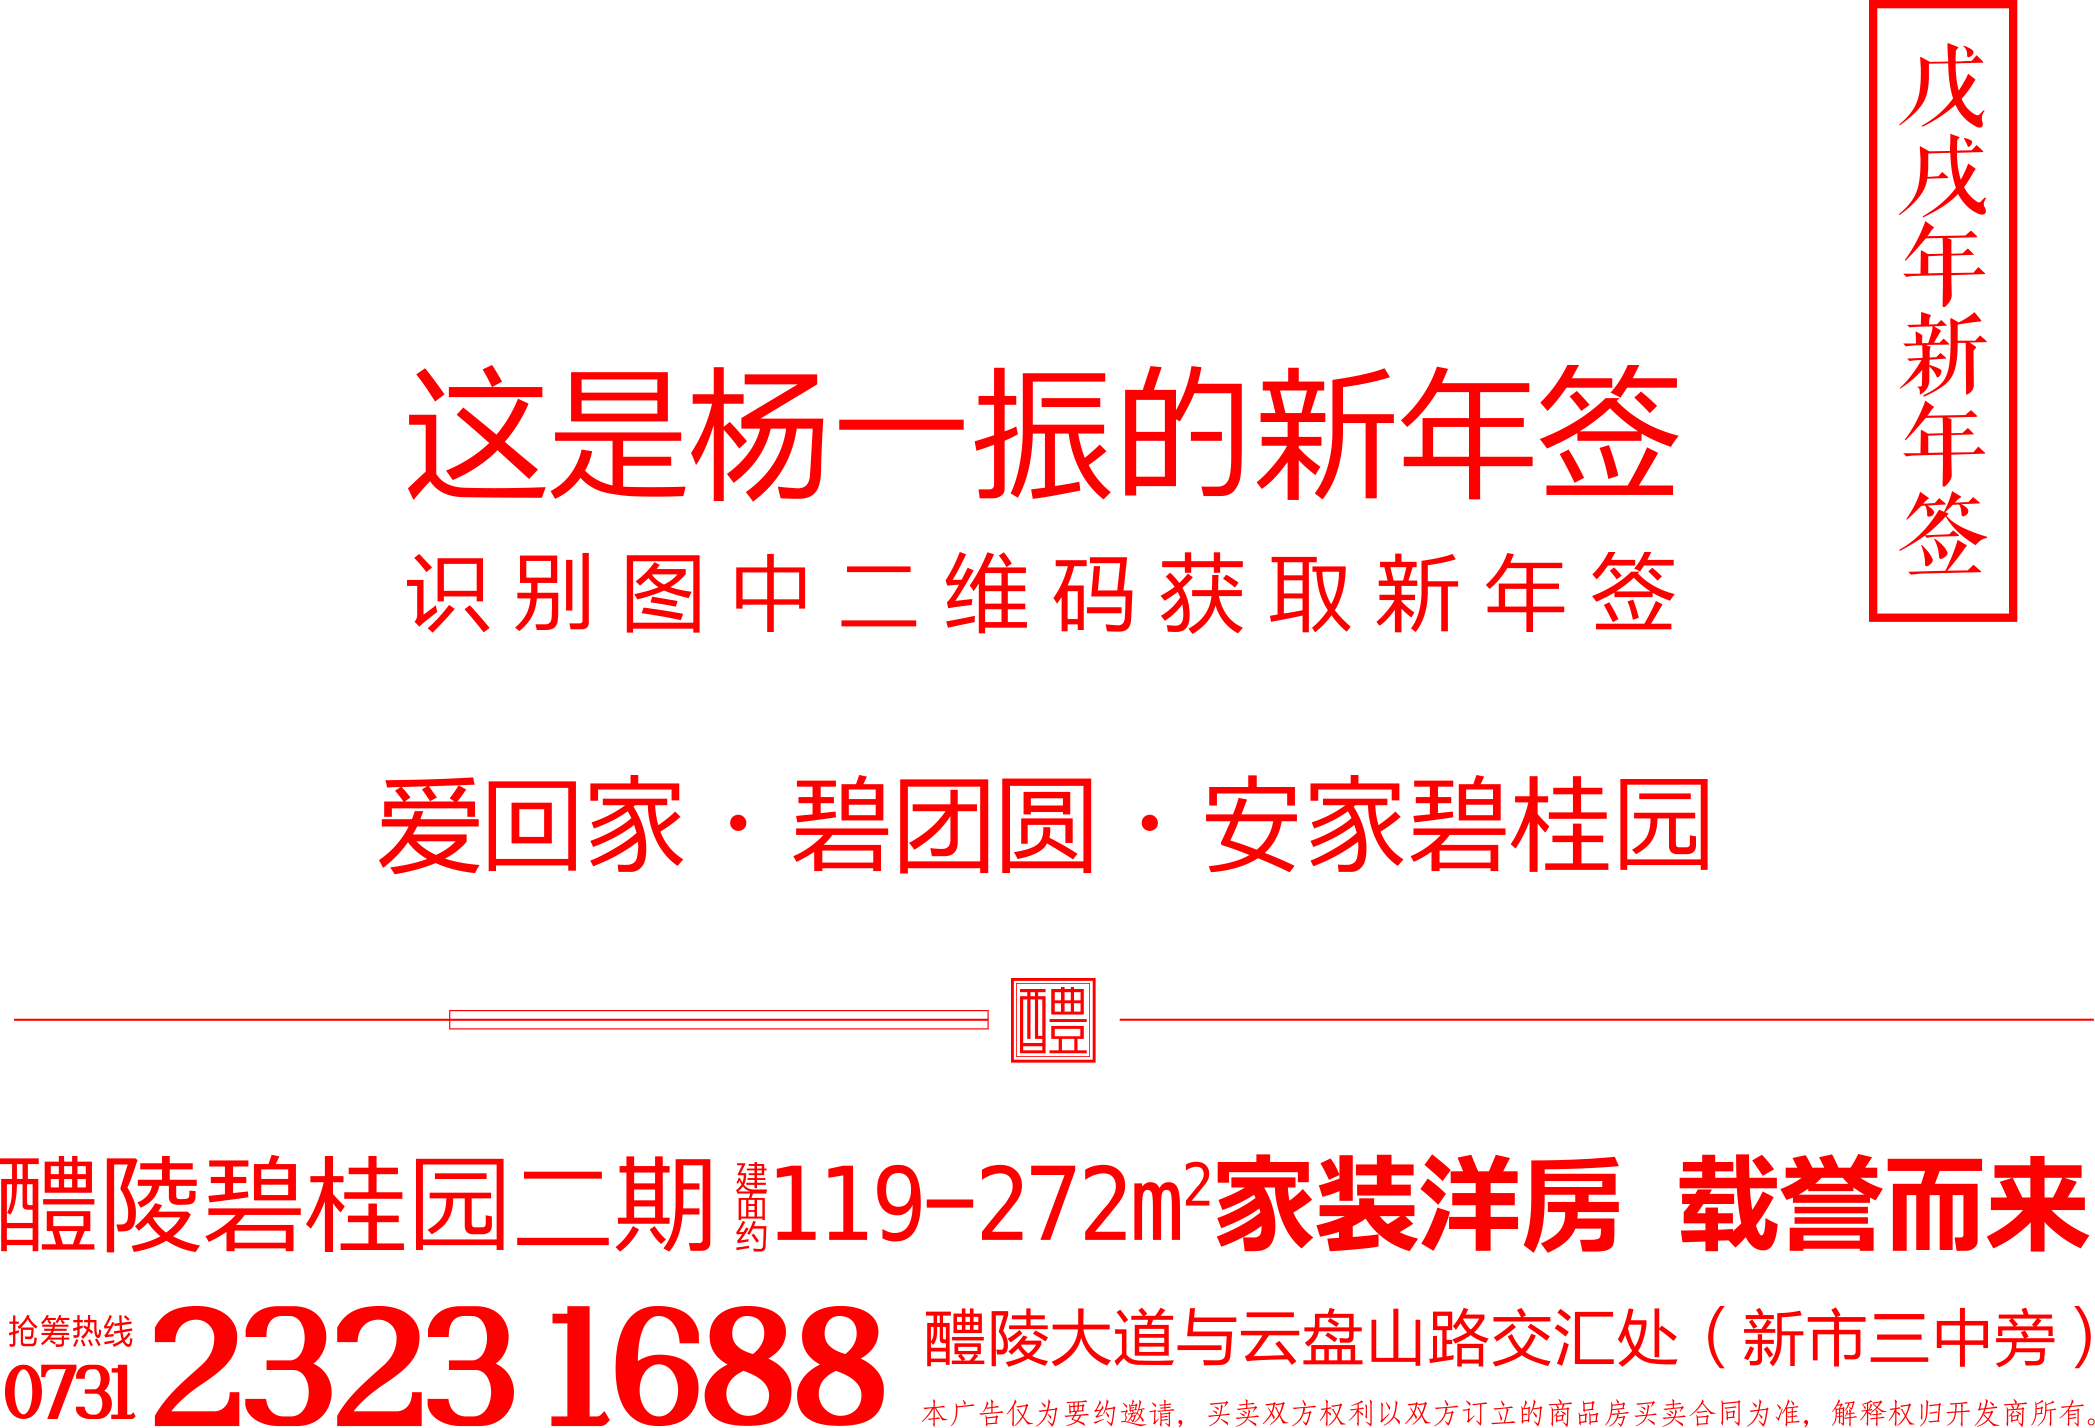 戊戌年新年签
这是杨一振的新年签
识别图中二维码获取新年签
爱回家·碧团圆·安家碧桂园
醴
醴陵碧桂园二期建面约119-272m²家装洋房 载誉而来
抢筹热线
0731 2323 1688
醴陵大道与云盘山路交汇处（新市三中旁）
本广告仅为要约邀请，买卖双方权利以双方订立的商品房买卖合同为准，解释权归开发商所有。